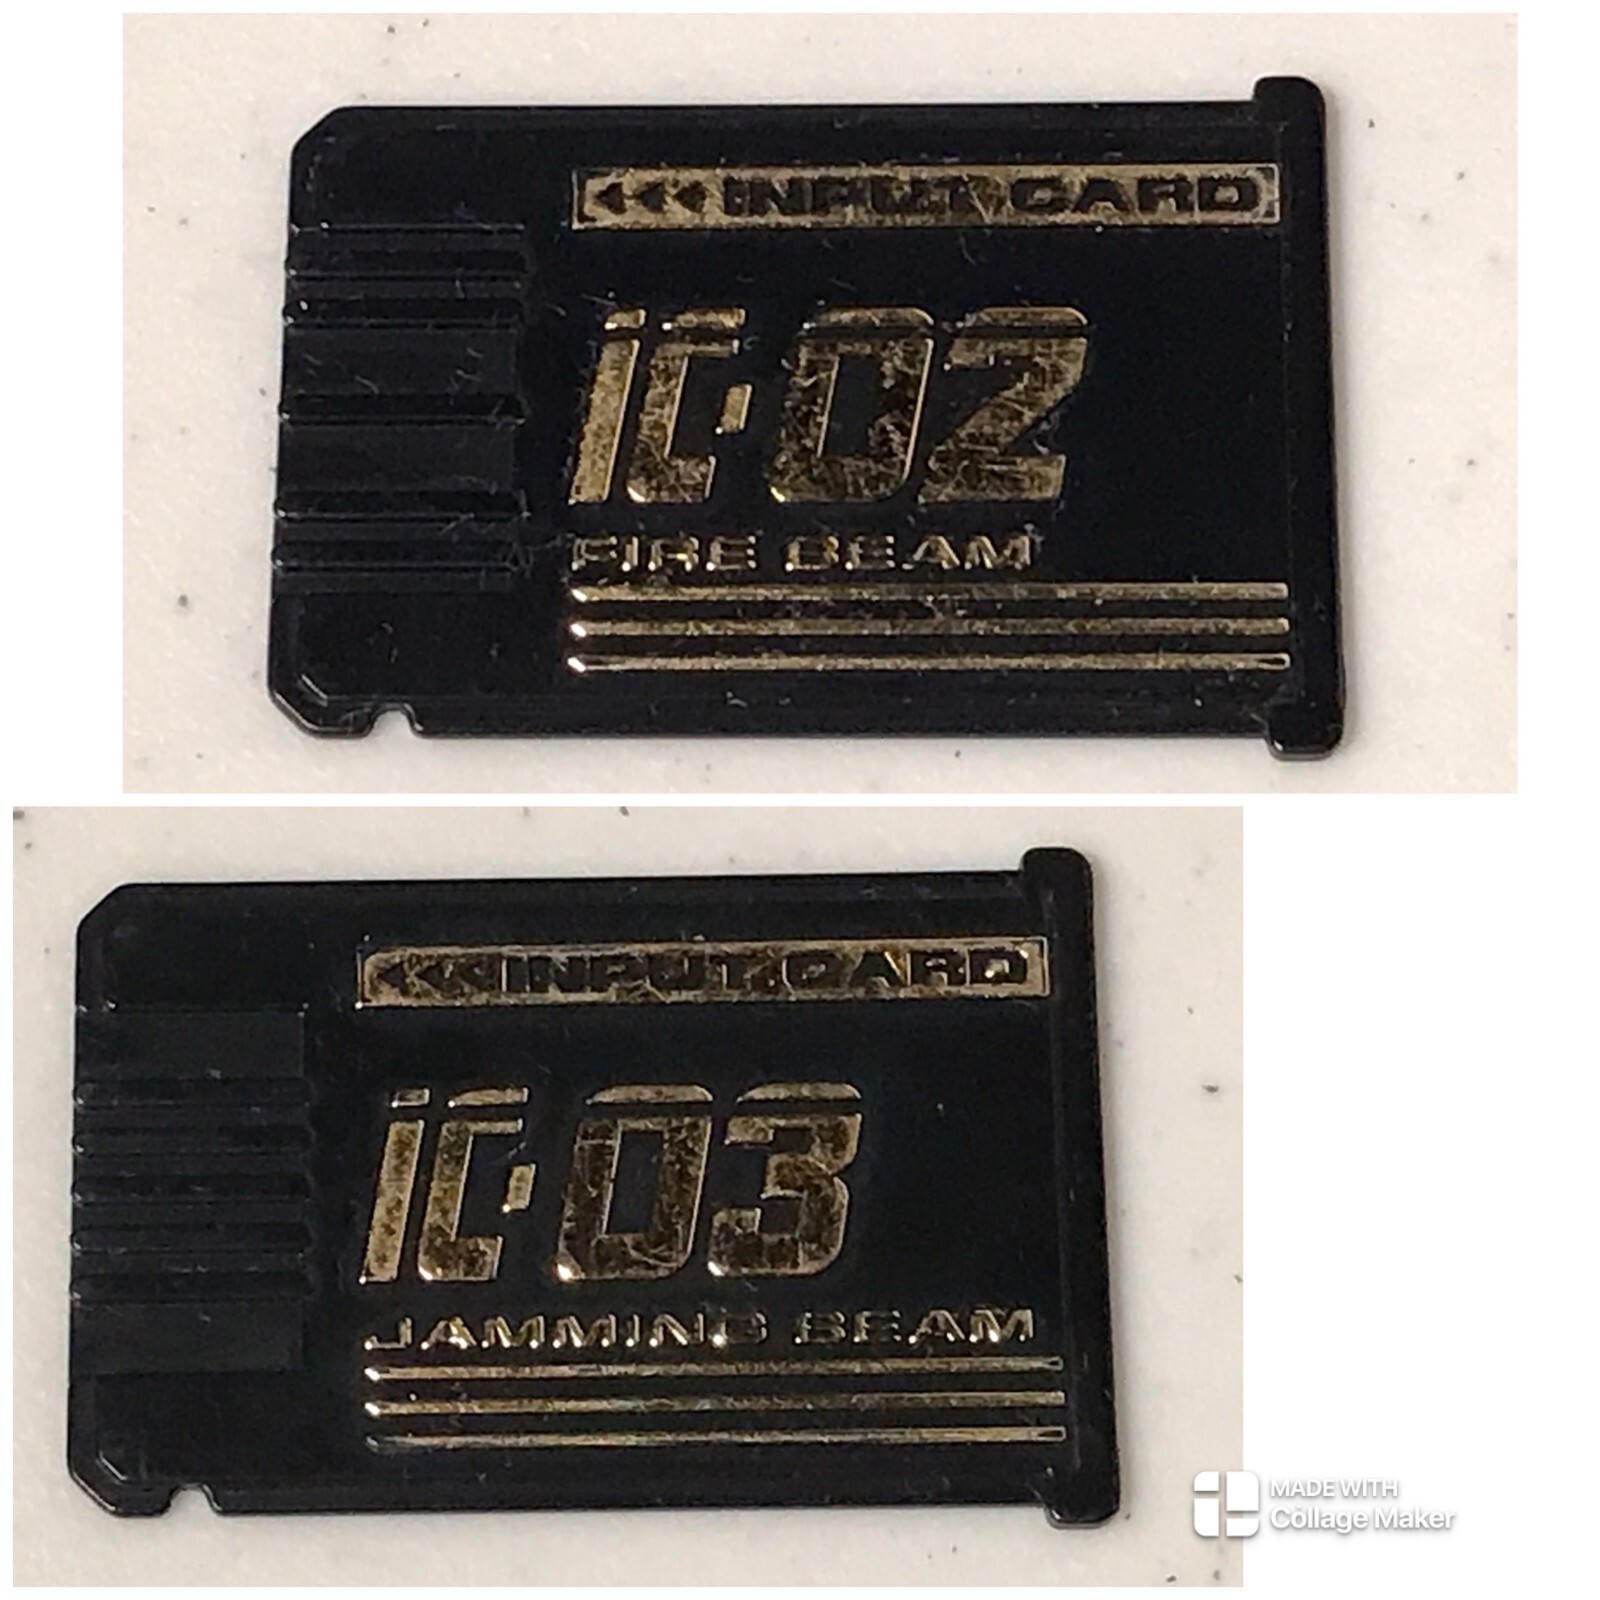 INPUT CARD
IC-02
FIRE BEAM
INPUT CARD
IC-03
JAMMING BEAM
MADE WITH
Collage Maker